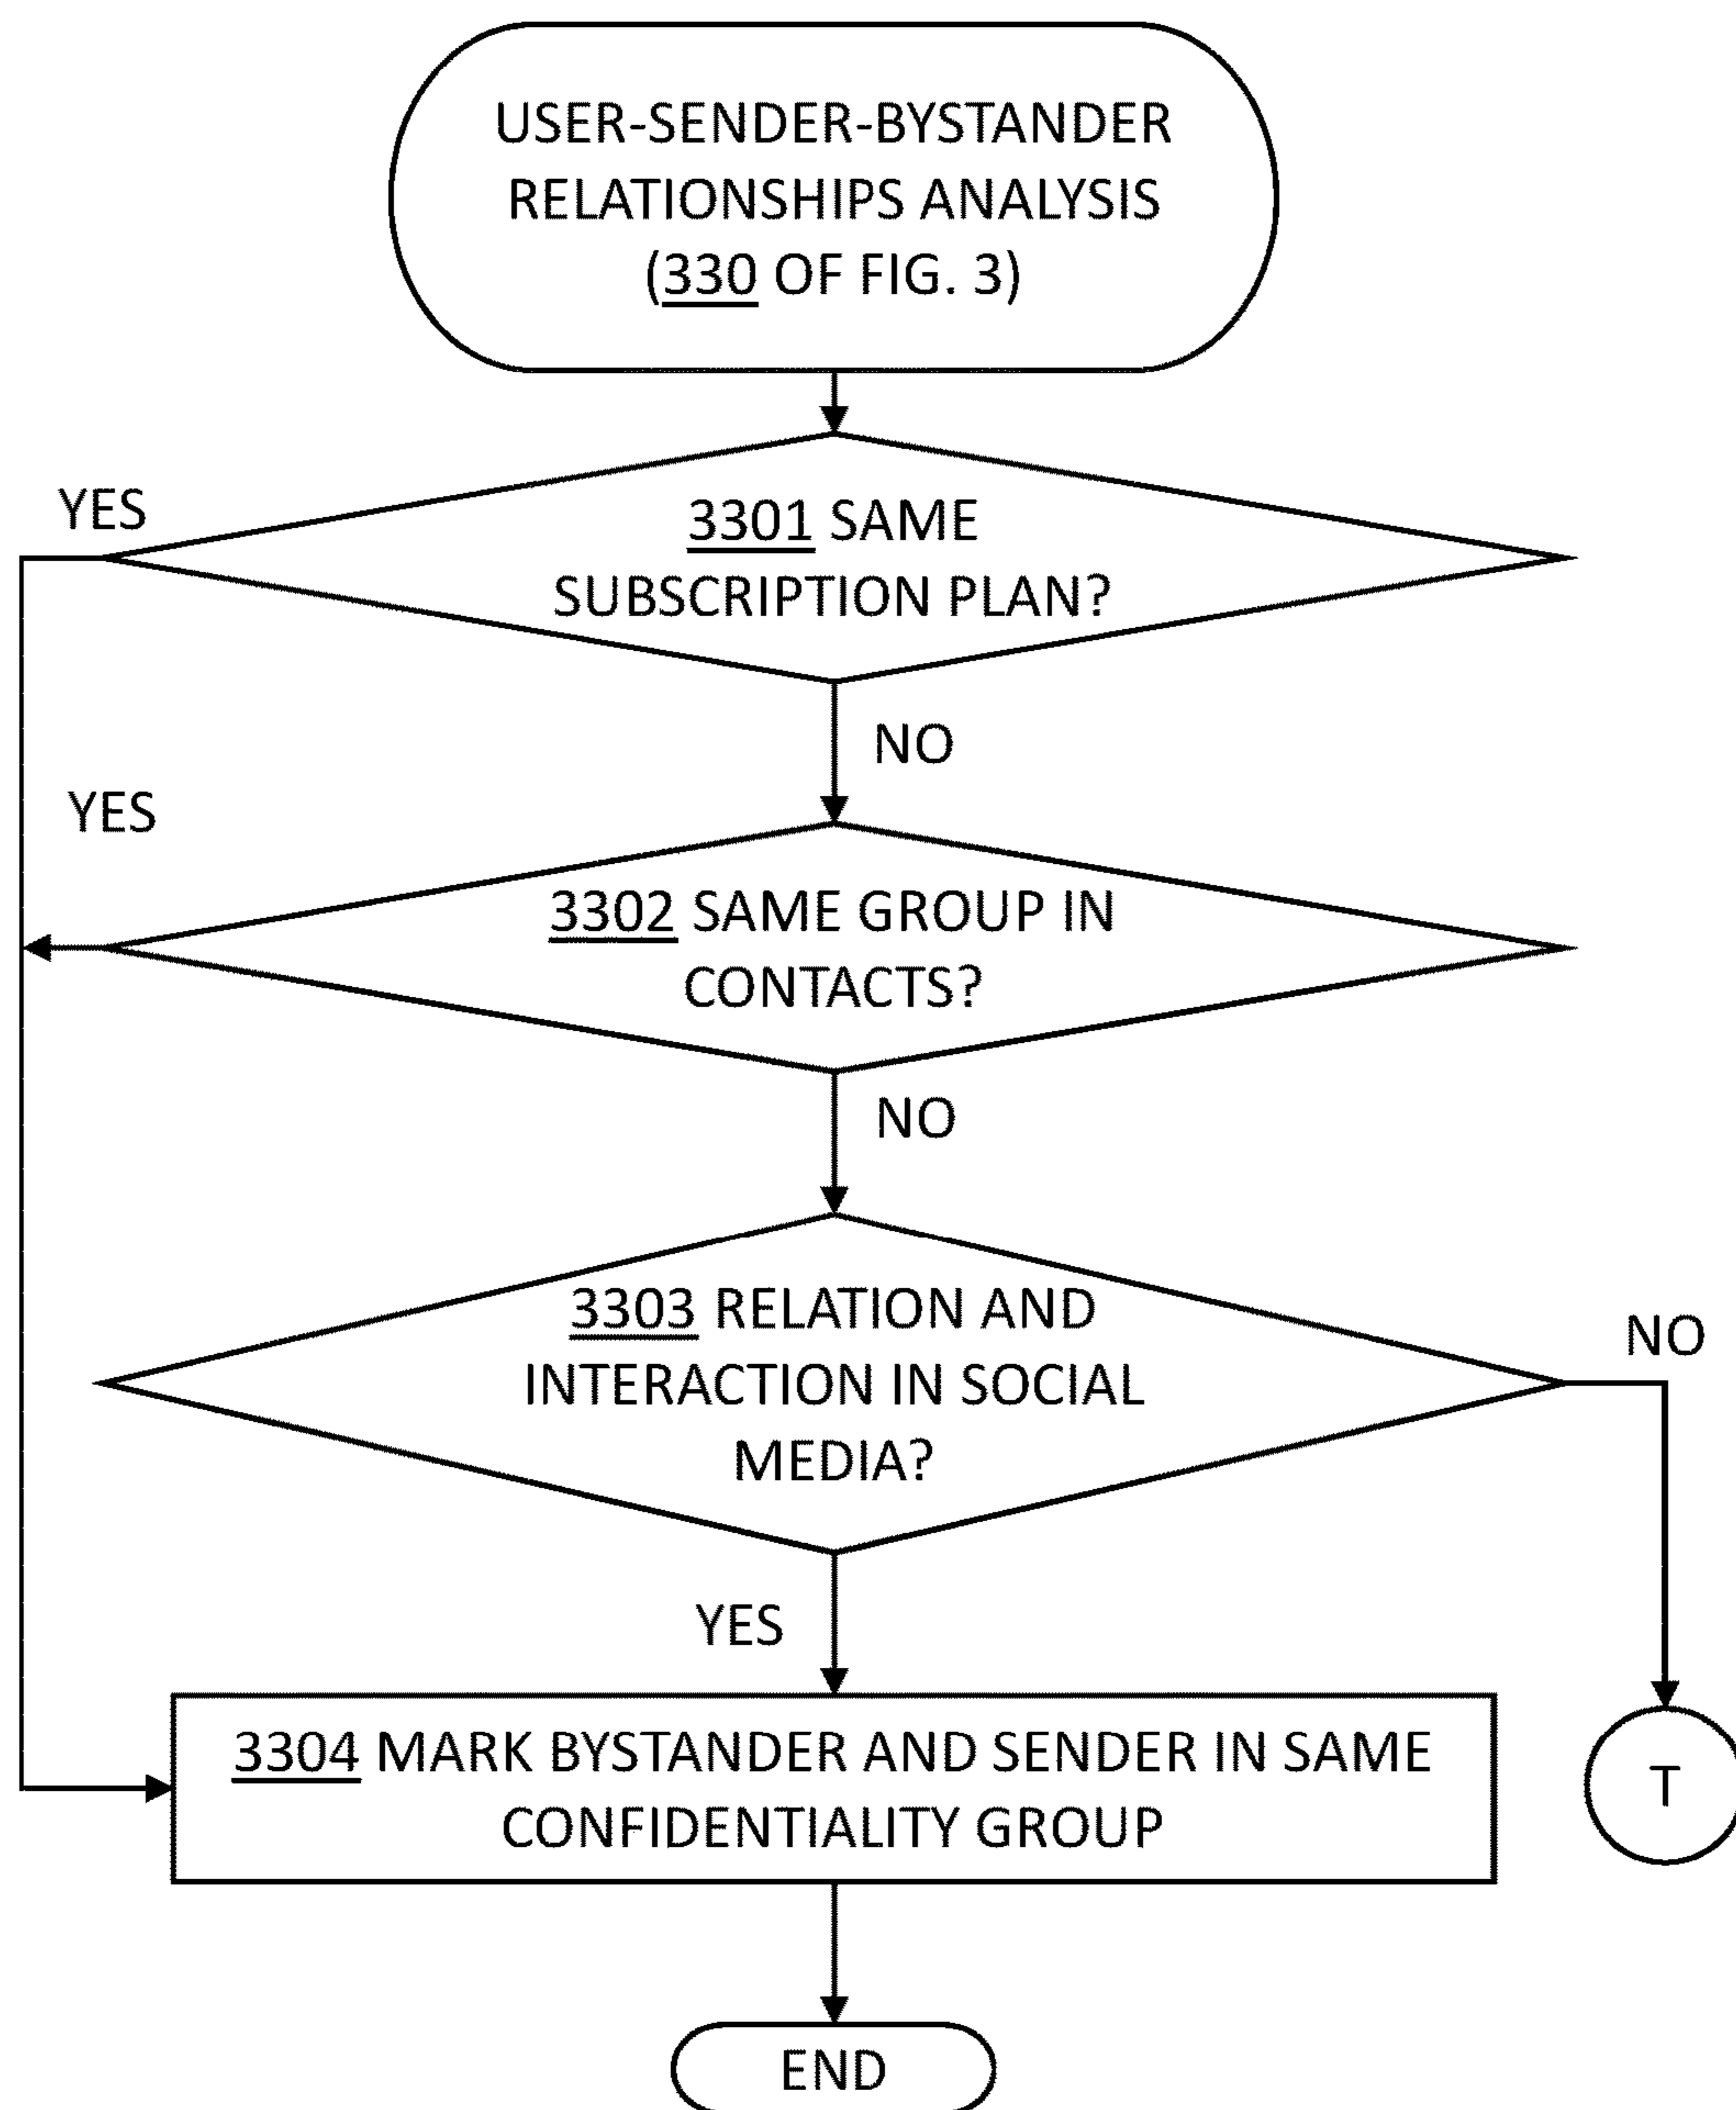 USER-SENDER-BYSTANDER
RELATIONSHIPS ANALYSIS
(330 OF FIG. 3)
YES
3301 SAME
SUBSCRIPTION PLAN?
NO
YES
3302 SAME GROUP IN
CONTACTS?
NO
3303 RELATION AND
INTERACTION IN SOCIAL
MEDIA?
NO
YES
3304 MARK BYSTANDER AND SENDER IN SAME
CONFIDENTIALITY GROUP
T
END